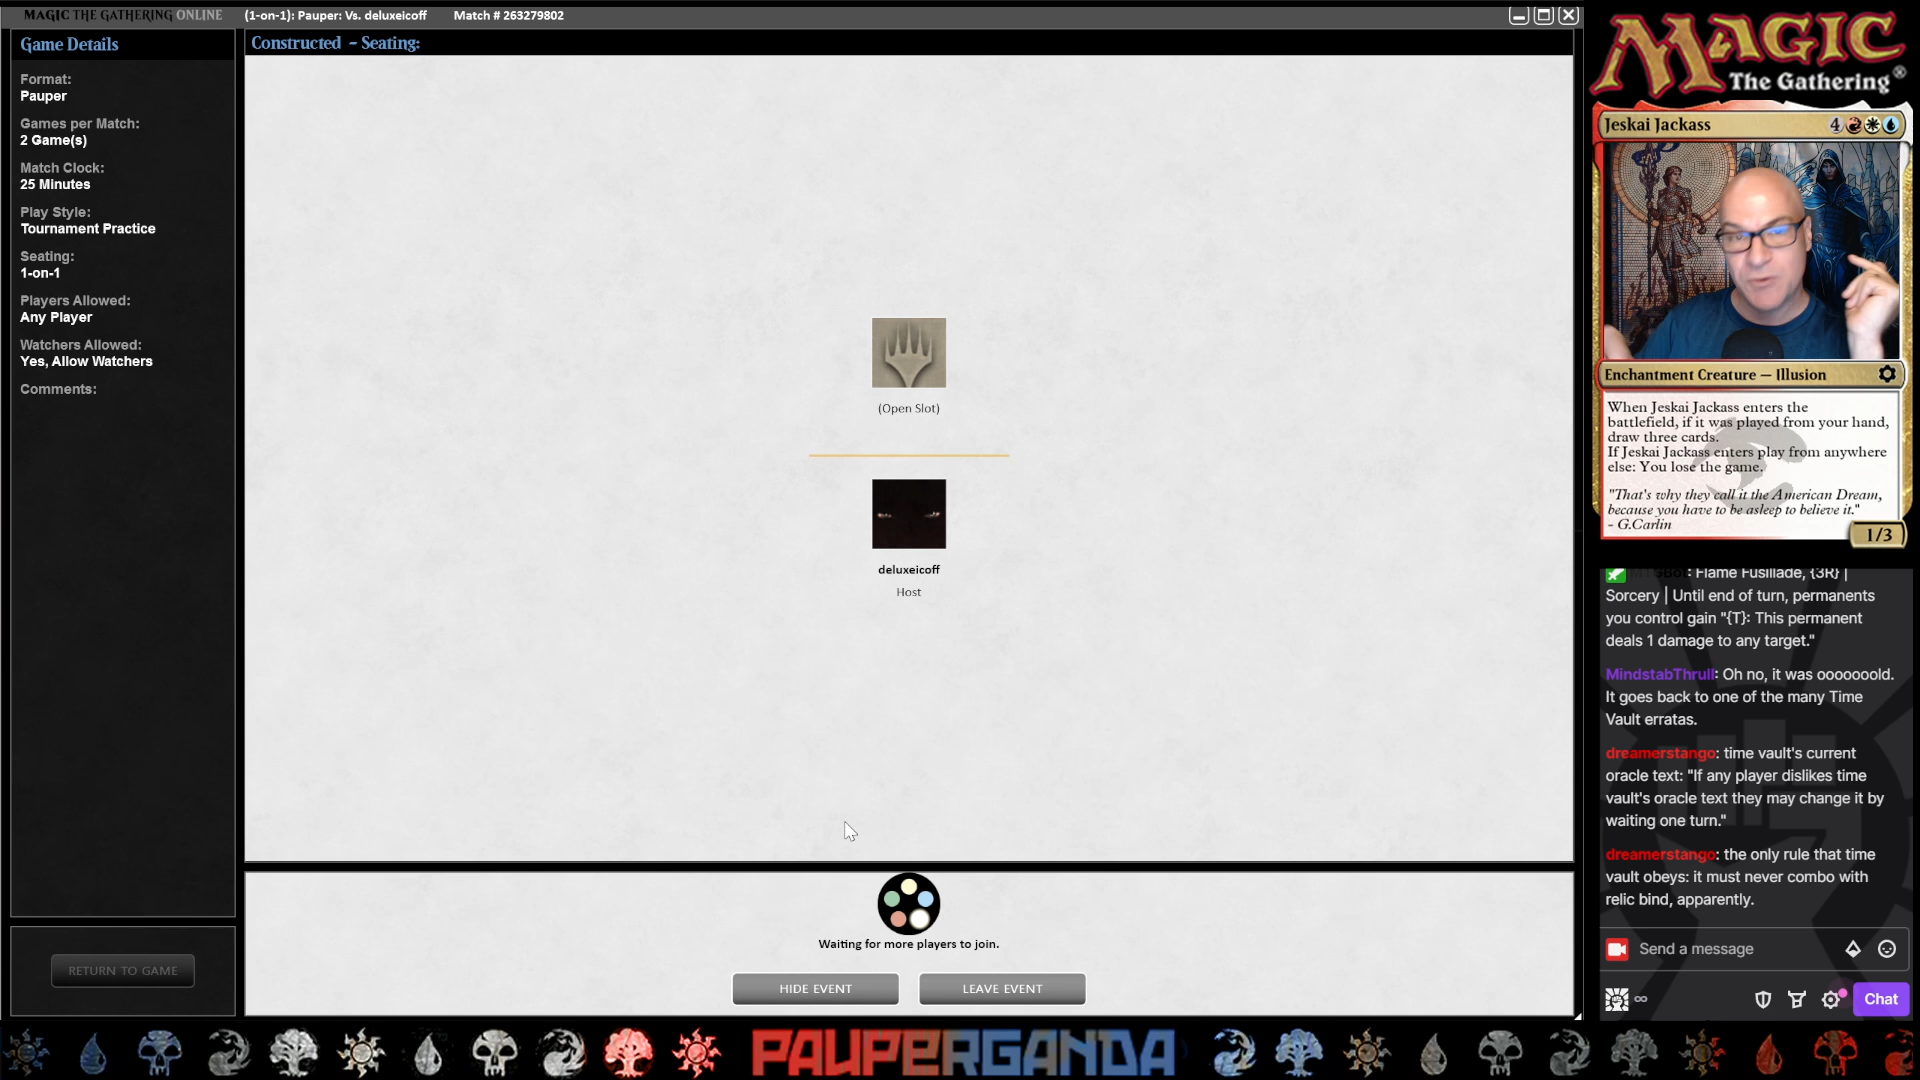 MAGIC THE GATHERING ONLINE
(1-on-1): Pauper: Vs. deluxeicoff
Match # 263279802
Game Details
Format:
Pauper
Games per Match:
2 Game(s)
Match Clock:
25 Minutes
Play Style:
Tournament Practice
Seating:
1-on-1
Players Allowed:
Any Player
Watchers Allowed:
Yes, Allow Watchers
Comments:
RETURN TO GAME
Constructed - Seating:
(Open Slot)
deluxeicoff
Host
Waiting for more players to join.
HIDE EVENT
LEAVE EVENT
MAGIC
The Gathering®
Jeskai Jackass
4
Enchantment Creature — Illusion
When Jeskai Jackass enters the
battlefield, if it was played from your hand,
draw three cards.
If Jeskai Jackass enters play from anywhere
else: You lose the game.
"That's why they call it the American Dream,
because you have to be asleep to believe it."
- G.Carlin
1/3
: Flame Fusillade, {3R} |
Sorcery | Until end of turn, permanents
you control gain "{T}: This permanent
deals 1 damage to any target."
MindstabThrull: Oh no, it was ooooooold.
It goes back to one of the many Time
Vault erratas.
dreamerstango: time vault's current
oracle text: "If any player dislikes time
vault's oracle text they may change it by
waiting one turn."
dreamerstango: the only rule that time
vault obeys: it must never combo with
relic bind, apparently.
Send a message
∞
Chat
PAUPERGANDA